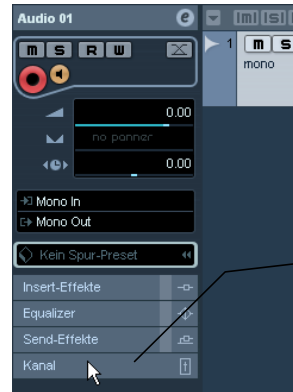 Audio 01 e
m S R W
0.00
no panner
0.00
Mono In
Mono Out
Kein Spur-Preset
Insert-Effekte
Equalizer
Send-Effekte
Kanal
[m] [S]
1 m S
mono